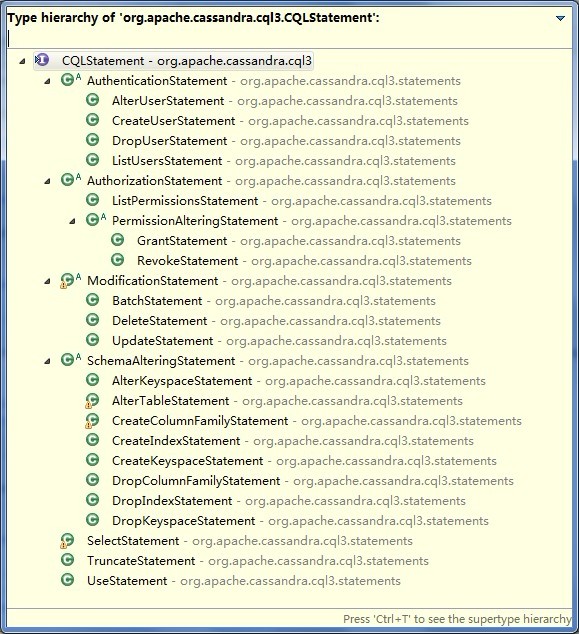 Type hierarchy of 'org.apache.cassandra.cql3.CQLStatement':
CQLStatement - org.apache.cassandra.cql3
AuthenticationStatement - org.apache.cassandra.cql3.statements
AlterUserStatement - org.apache.cassandra.cql3.statements
CreateUserStatement - org.apache.cassandra.cql3.statements
DropUserStatement - org.apache.cassandra.cql3.statements
ListUsersStatement - org.apache.cassandra.cql3.statements
AuthorizationStatement - org.apache.cassandra.cql3.statements
ListPermissionsStatement - org.apache.cassandra.cql3.statements
PermissionAlteringStatement - org.apache.cassandra.cql3.statements
GrantStatement - org.apache.cassandra.cql3.statements
RevokeStatement - org.apache.cassandra.cql3.statements
ModificationStatement - org.apache.cassandra.cql3.statements
BatchStatement - org.apache.cassandra.cql3.statements
DeleteStatement - org.apache.cassandra.cql3.statements
UpdateStatement - org.apache.cassandra.cql3.statements
SchemaAlteringStatement - org.apache.cassandra.cql3.statements
AlterKeyspaceStatement - org.apache.cassandra.cql3.statements
AlterTableStatement - org.apache.cassandra.cql3.statements
CreateColumnFamilyStatement - org.apache.cassandra.cql3.statements
CreateIndexStatement - org.apache.cassandra.cql3.statements
CreateKeyspaceStatement - org.apache.cassandra.cql3.statements
DropColumnFamilyStatement - org.apache.cassandra.cql3.statements
DropIndexStatement - org.apache.cassandra.cql3.statements
DropKeyspaceStatement - org.apache.cassandra.cql3.statements
SelectStatement - org.apache.cassandra.cql3.statements
TruncateStatement - org.apache.cassandra.cql3.statements
UseStatement - org.apache.cassandra.cql3.statements
Press 'Ctrl+T' to see the supertype hierarchy